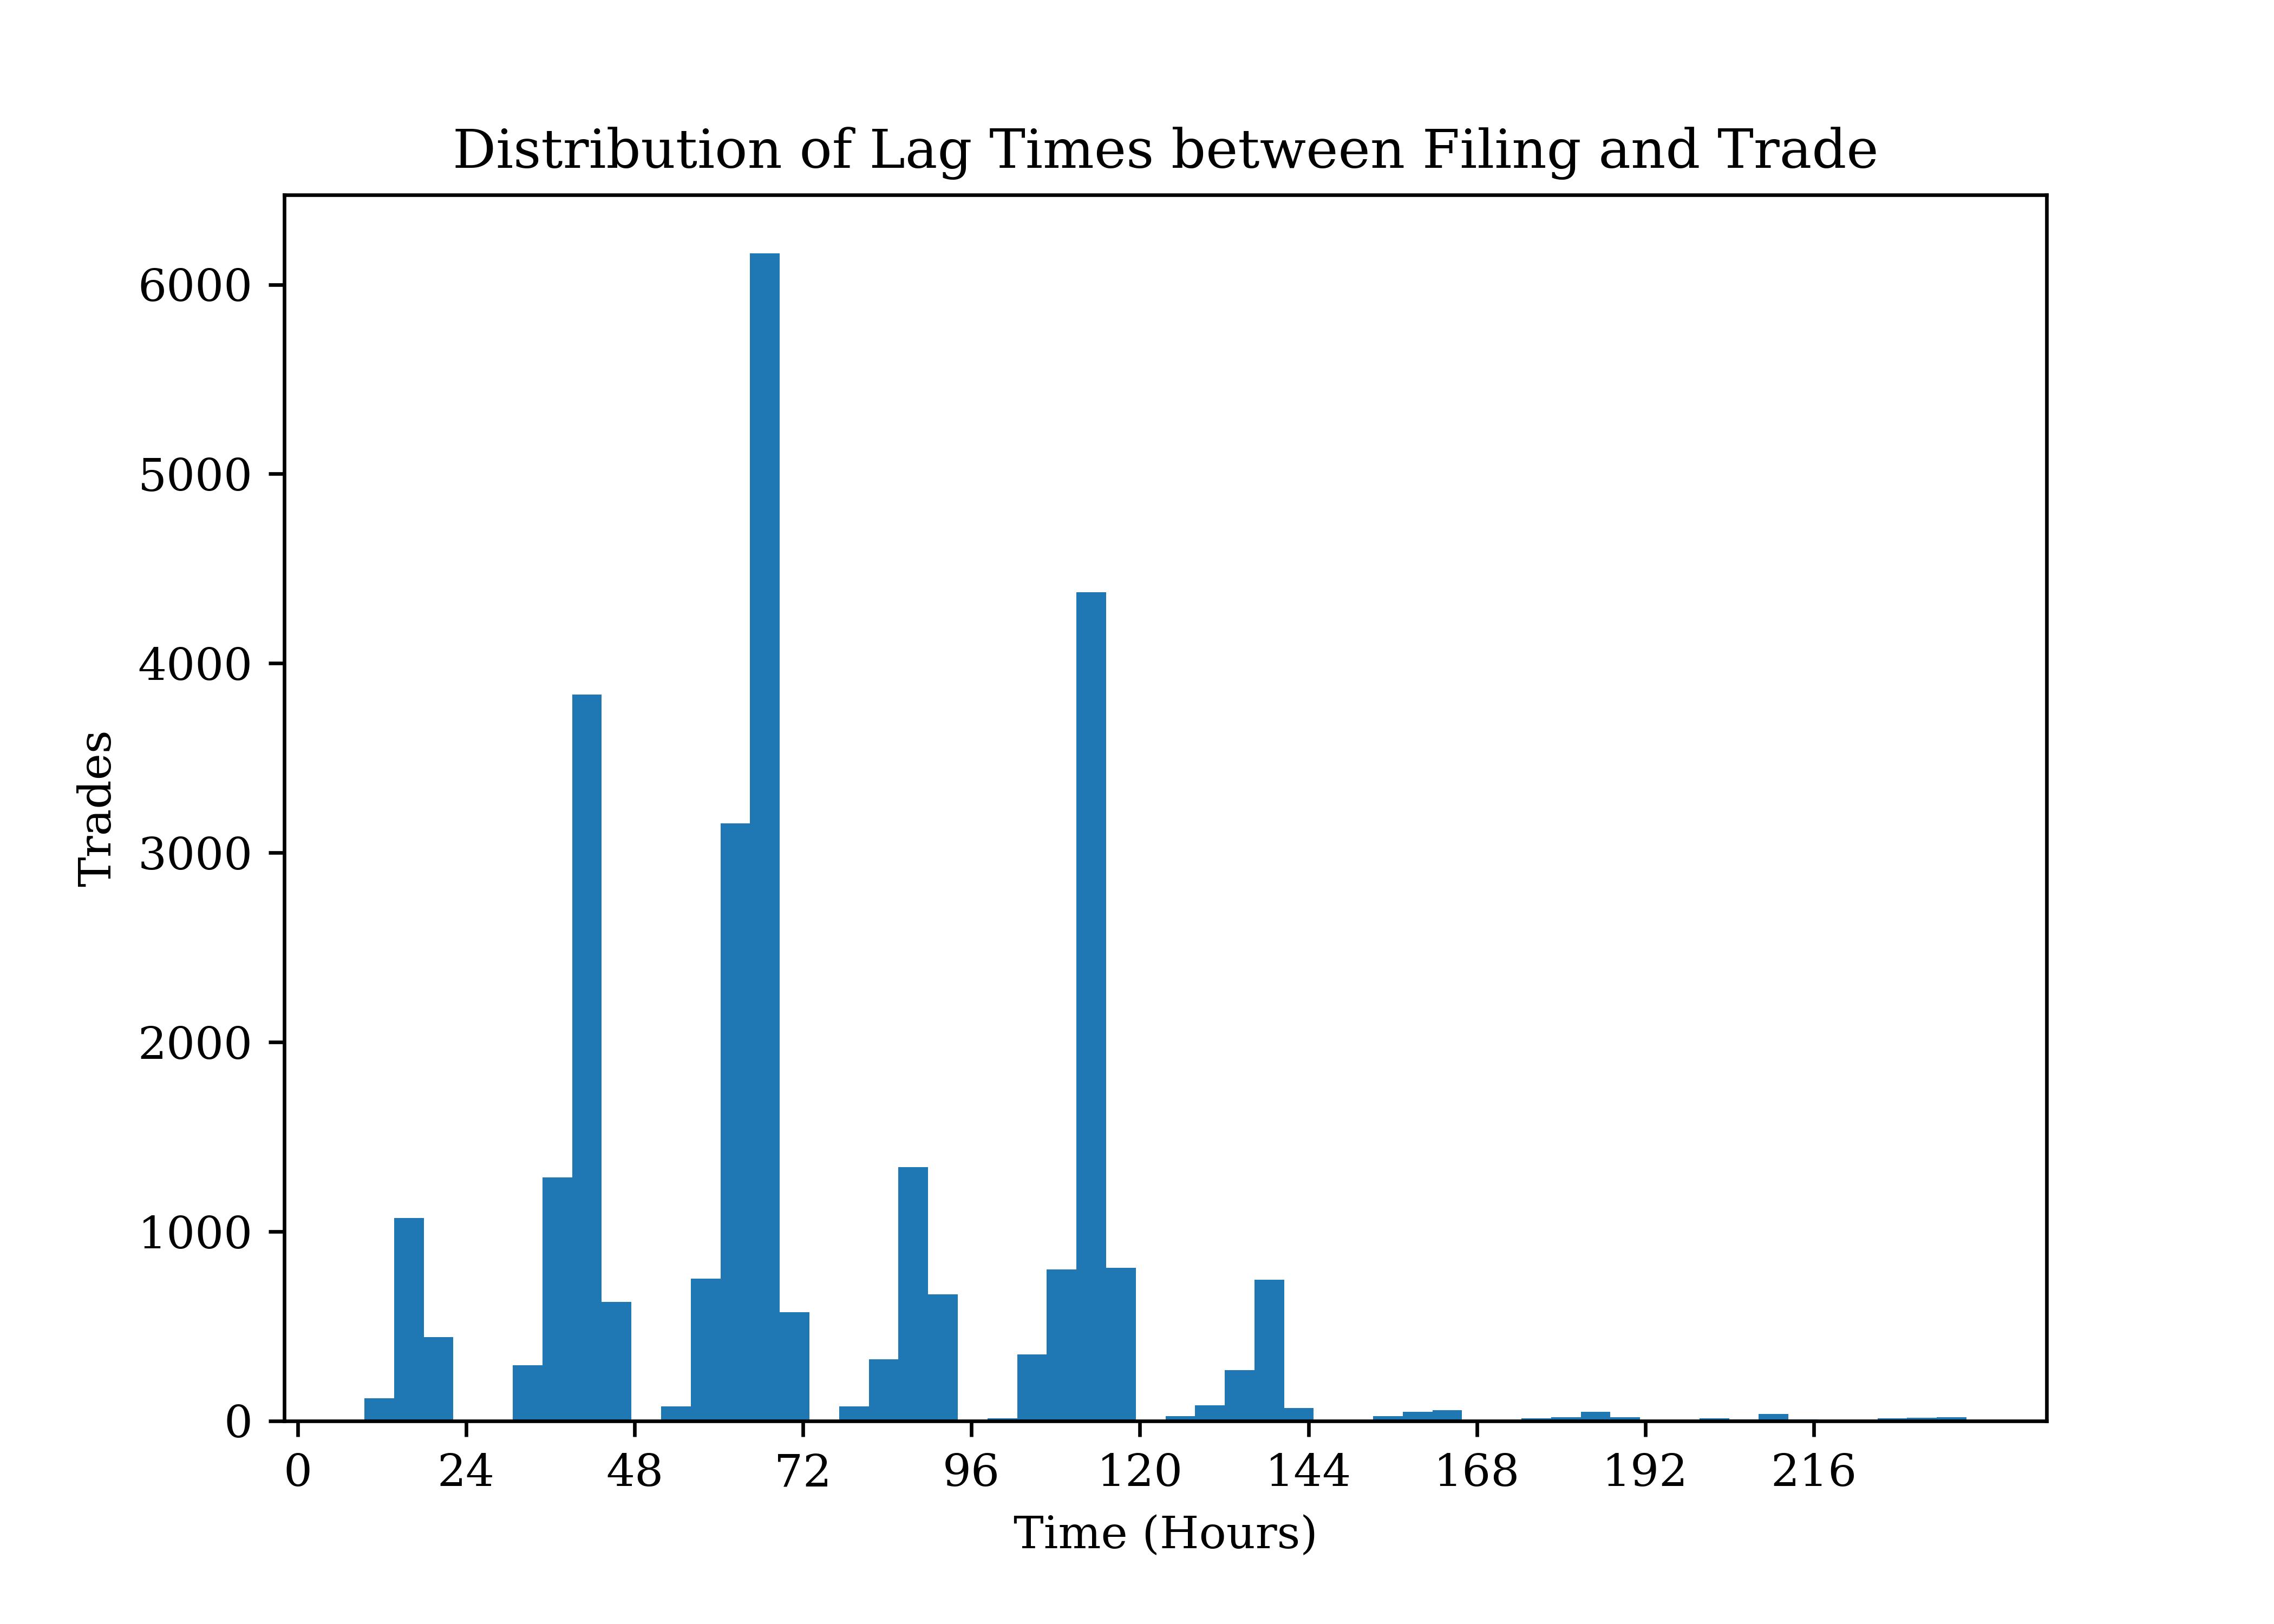 Distribution of Lag Times between Filing and Trade
6000
5000
4000
3000
2000
1000
0
Trades
0 24 48 72 96 120 144 168 192 216
Time (Hours)